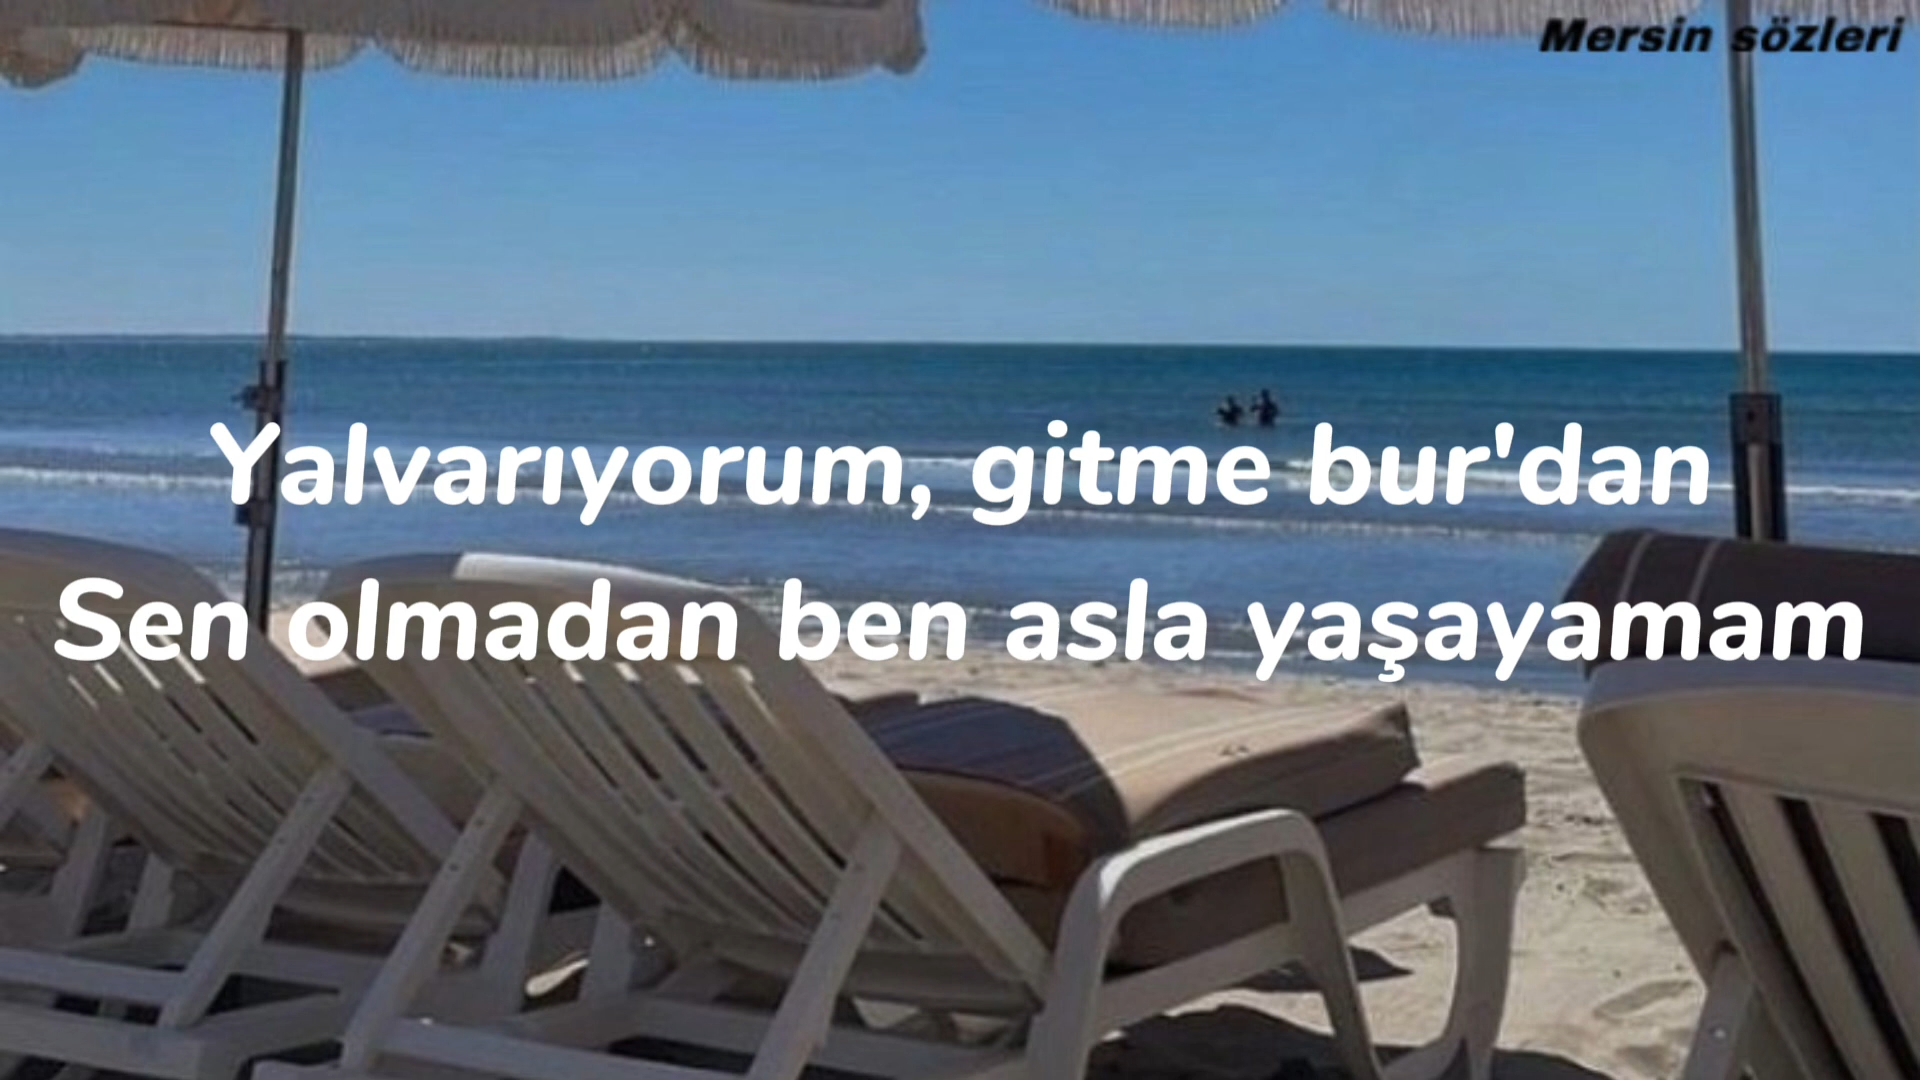 Mersin sözleri
Yalvarıyorum, gitme bur'dan
Sen olmadan ben asla yaşayamam